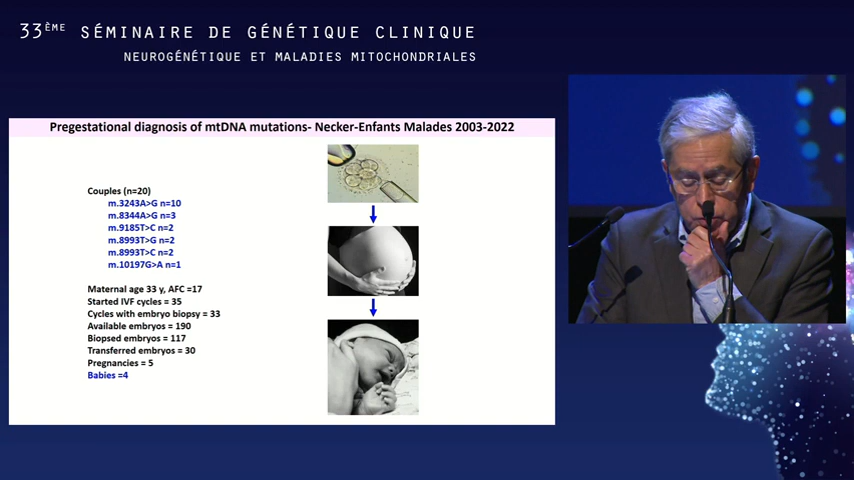 33ÈME SÉMINAIRE DE GÉNÉTIQUE CLINIQUE
NEUROGÉNÉTIQUE ET MALADIES MITOCHONDRIALES
Pregestational diagnosis of mtDNA mutations- Necker-Enfants Malades 2003-2022
Couples (n=20)
m.3243A>G n=10
m.8344A>G n=3
m.9185T>C n=2
m.8993T>G n=2
m.8993T>C n=2
m.10197G>A n=1
Maternal age 33 y, AFC =17
Started IVF cycles = 35
Cycles with embryo biopsy = 33
Available embryos = 190
Biopsed embryos = 117
Transferred embryos = 30
Pregnancies = 5
Babies =4